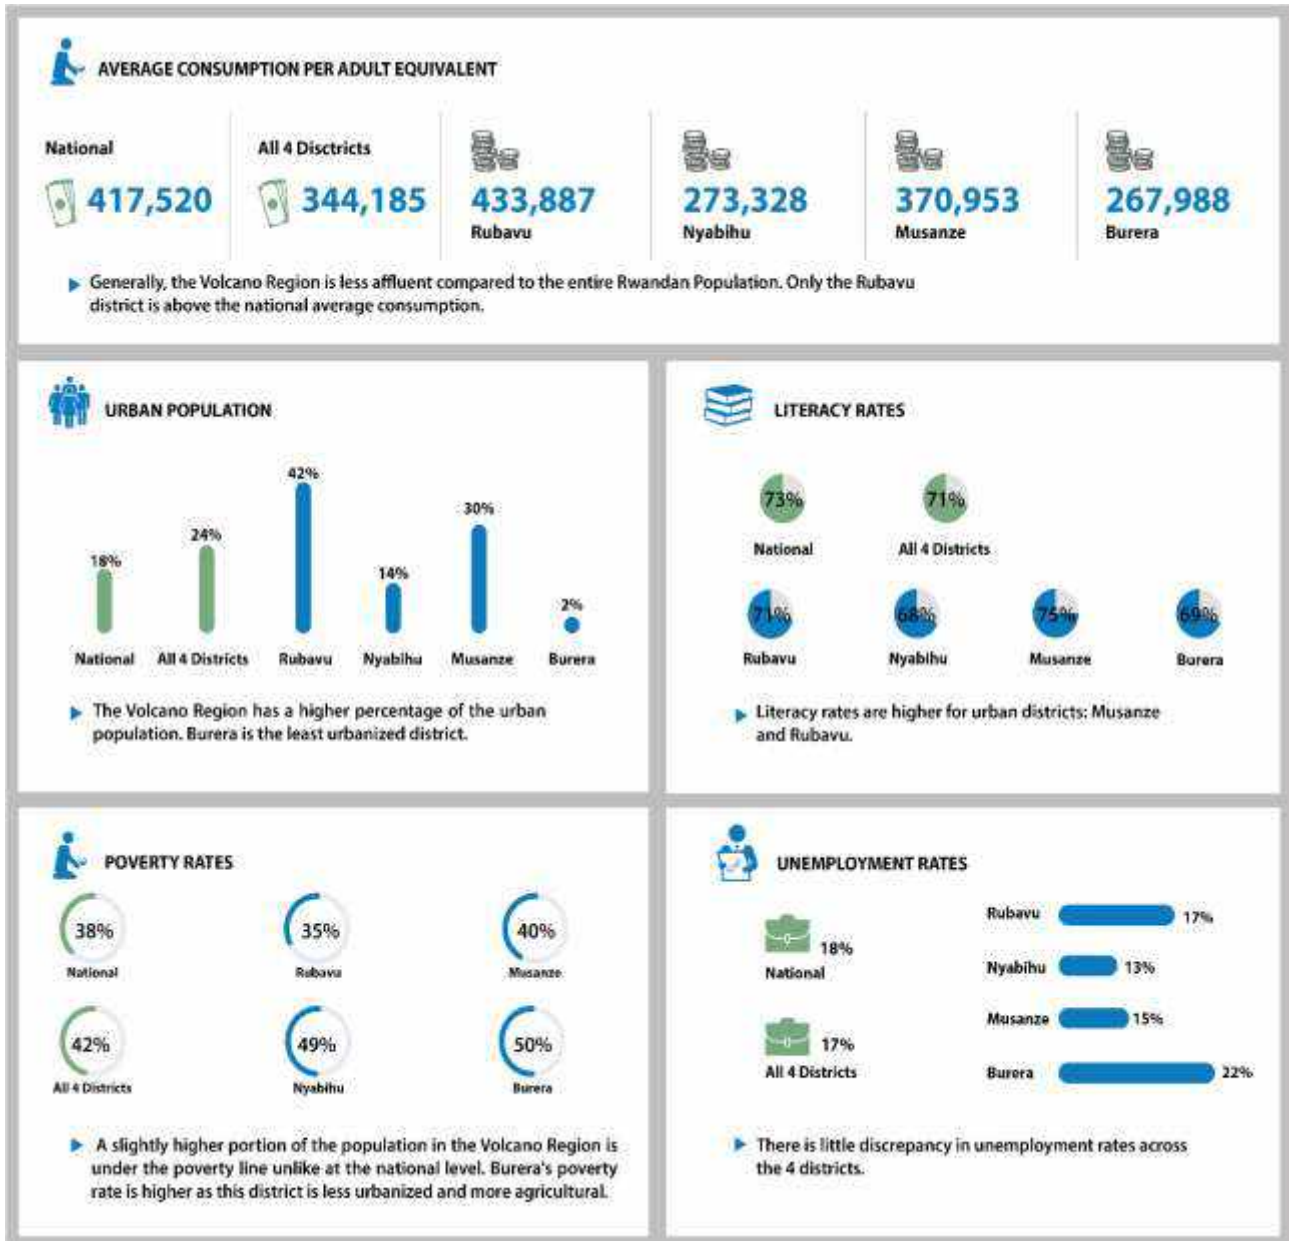 AVERAGE CONSUMPTION PER ADULT EQUIVALENT
National
417,520
All 4 Disctricts
344,185
433,887
Rubavu
273,328
Nyabihu
370,953
Musanze
267,988
Burera
Generally, the Volcano Region is less affluent compared to the entire Rwandan Population. Only the Rubavu
district is above the national average consumption.
URBAN POPULATION
18%
24%
42%
14%
30%
2%
National
All 4 Districts
Rubavu
Nyabihu
Musanze
Burera
The Volcano Region has a higher percentage of the urban
population. Burera is the least urbanized district.
LITERACY RATES
73%
National
71%
All 4 Districts
71%
Rubavu
68%
Nyabihu
75%
Musanze
69%
Burera
Literacy rates are higher for urban districts: Musanze
and Rubavu.
POVERTY RATES
38%
National
35%
Rubavu
40%
Musanze
42%
All 4 Districts
49%
Nyabihu
50%
Burera
A slightly higher portion of the population in the Volcano Region is
under the poverty line unlike at the national level. Burera's poverty
rate is higher as this district is less urbanized and more agricultural.
UNEMPLOYMENT RATES
18%
National
17%
All 4 Districts
Rubavu 17%
Nyabihu 13%
Musanze 15%
Burera 22%
There is little discrepancy in unemployment rates across
the 4 districts.